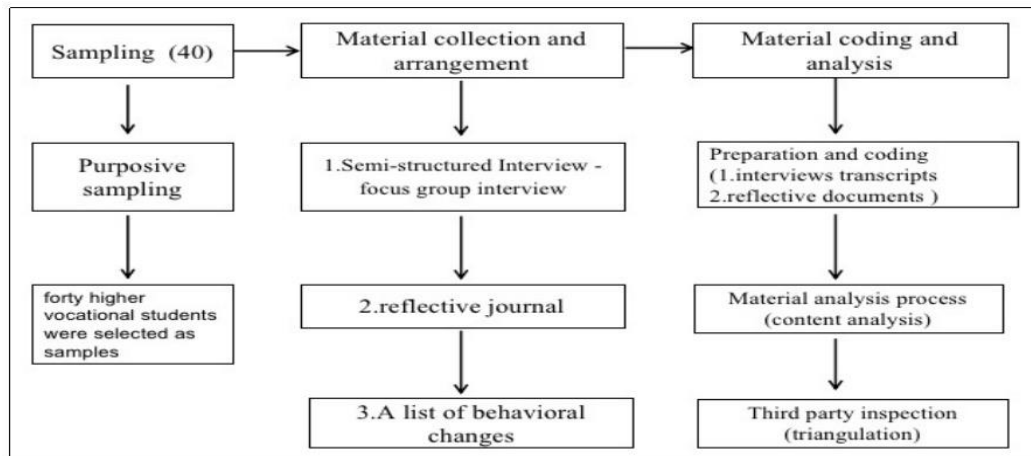 Sampling (40)
Material collection and
arrangement
Material coding and
analysis
Purposive
sampling
1.Semi-structured Interview -
focus group interview
Preparation and coding
(1.interviews transcripts
2.reflective documents )
forty higher
vocational students
were selected as
samples
2.reflective journal
Material analysis process
(content analysis)
3.A list of behavioral
changes
Third party inspection
(triangulation)